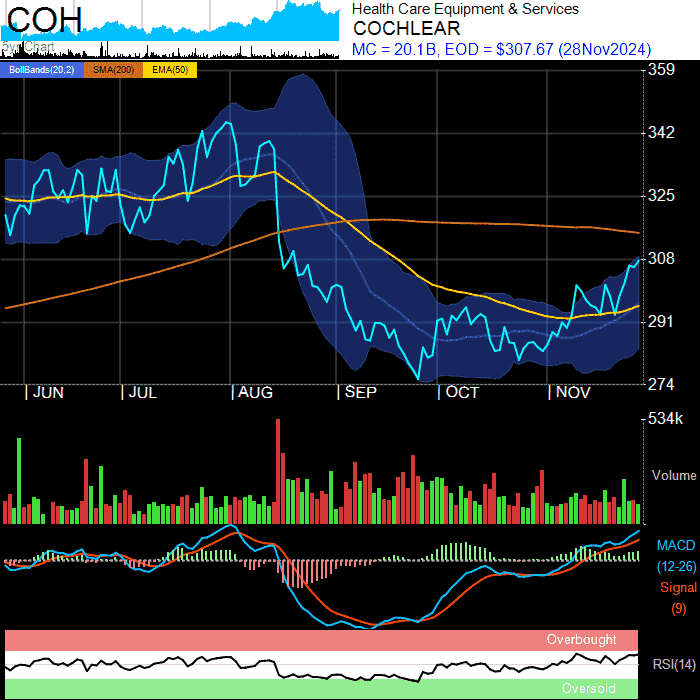 COH
5yr Chart
Health Care Equipment & Services
COCHLEAR
MC = 20.1B, EOD = $307.67 (28Nov2024)
BollBands(20,2) SMA(200) EMA(50)
359
342
325
308
291
274
JUN JUL AUG SEP OCT NOV
534k
Volume
MACD
(12-26)
Signal
(9)
Overbought
RSI(14)
Oversold